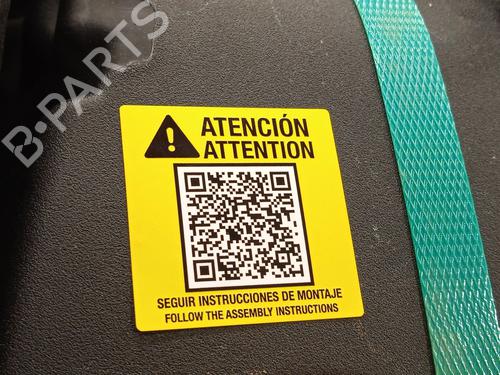 B-PARTS
ATENCIÓN
ATTENTION
SEGUIR INSTRUCCIONES DE MONTAJE
FOLLOW THE ASSEMBLY INSTRUCTIONS